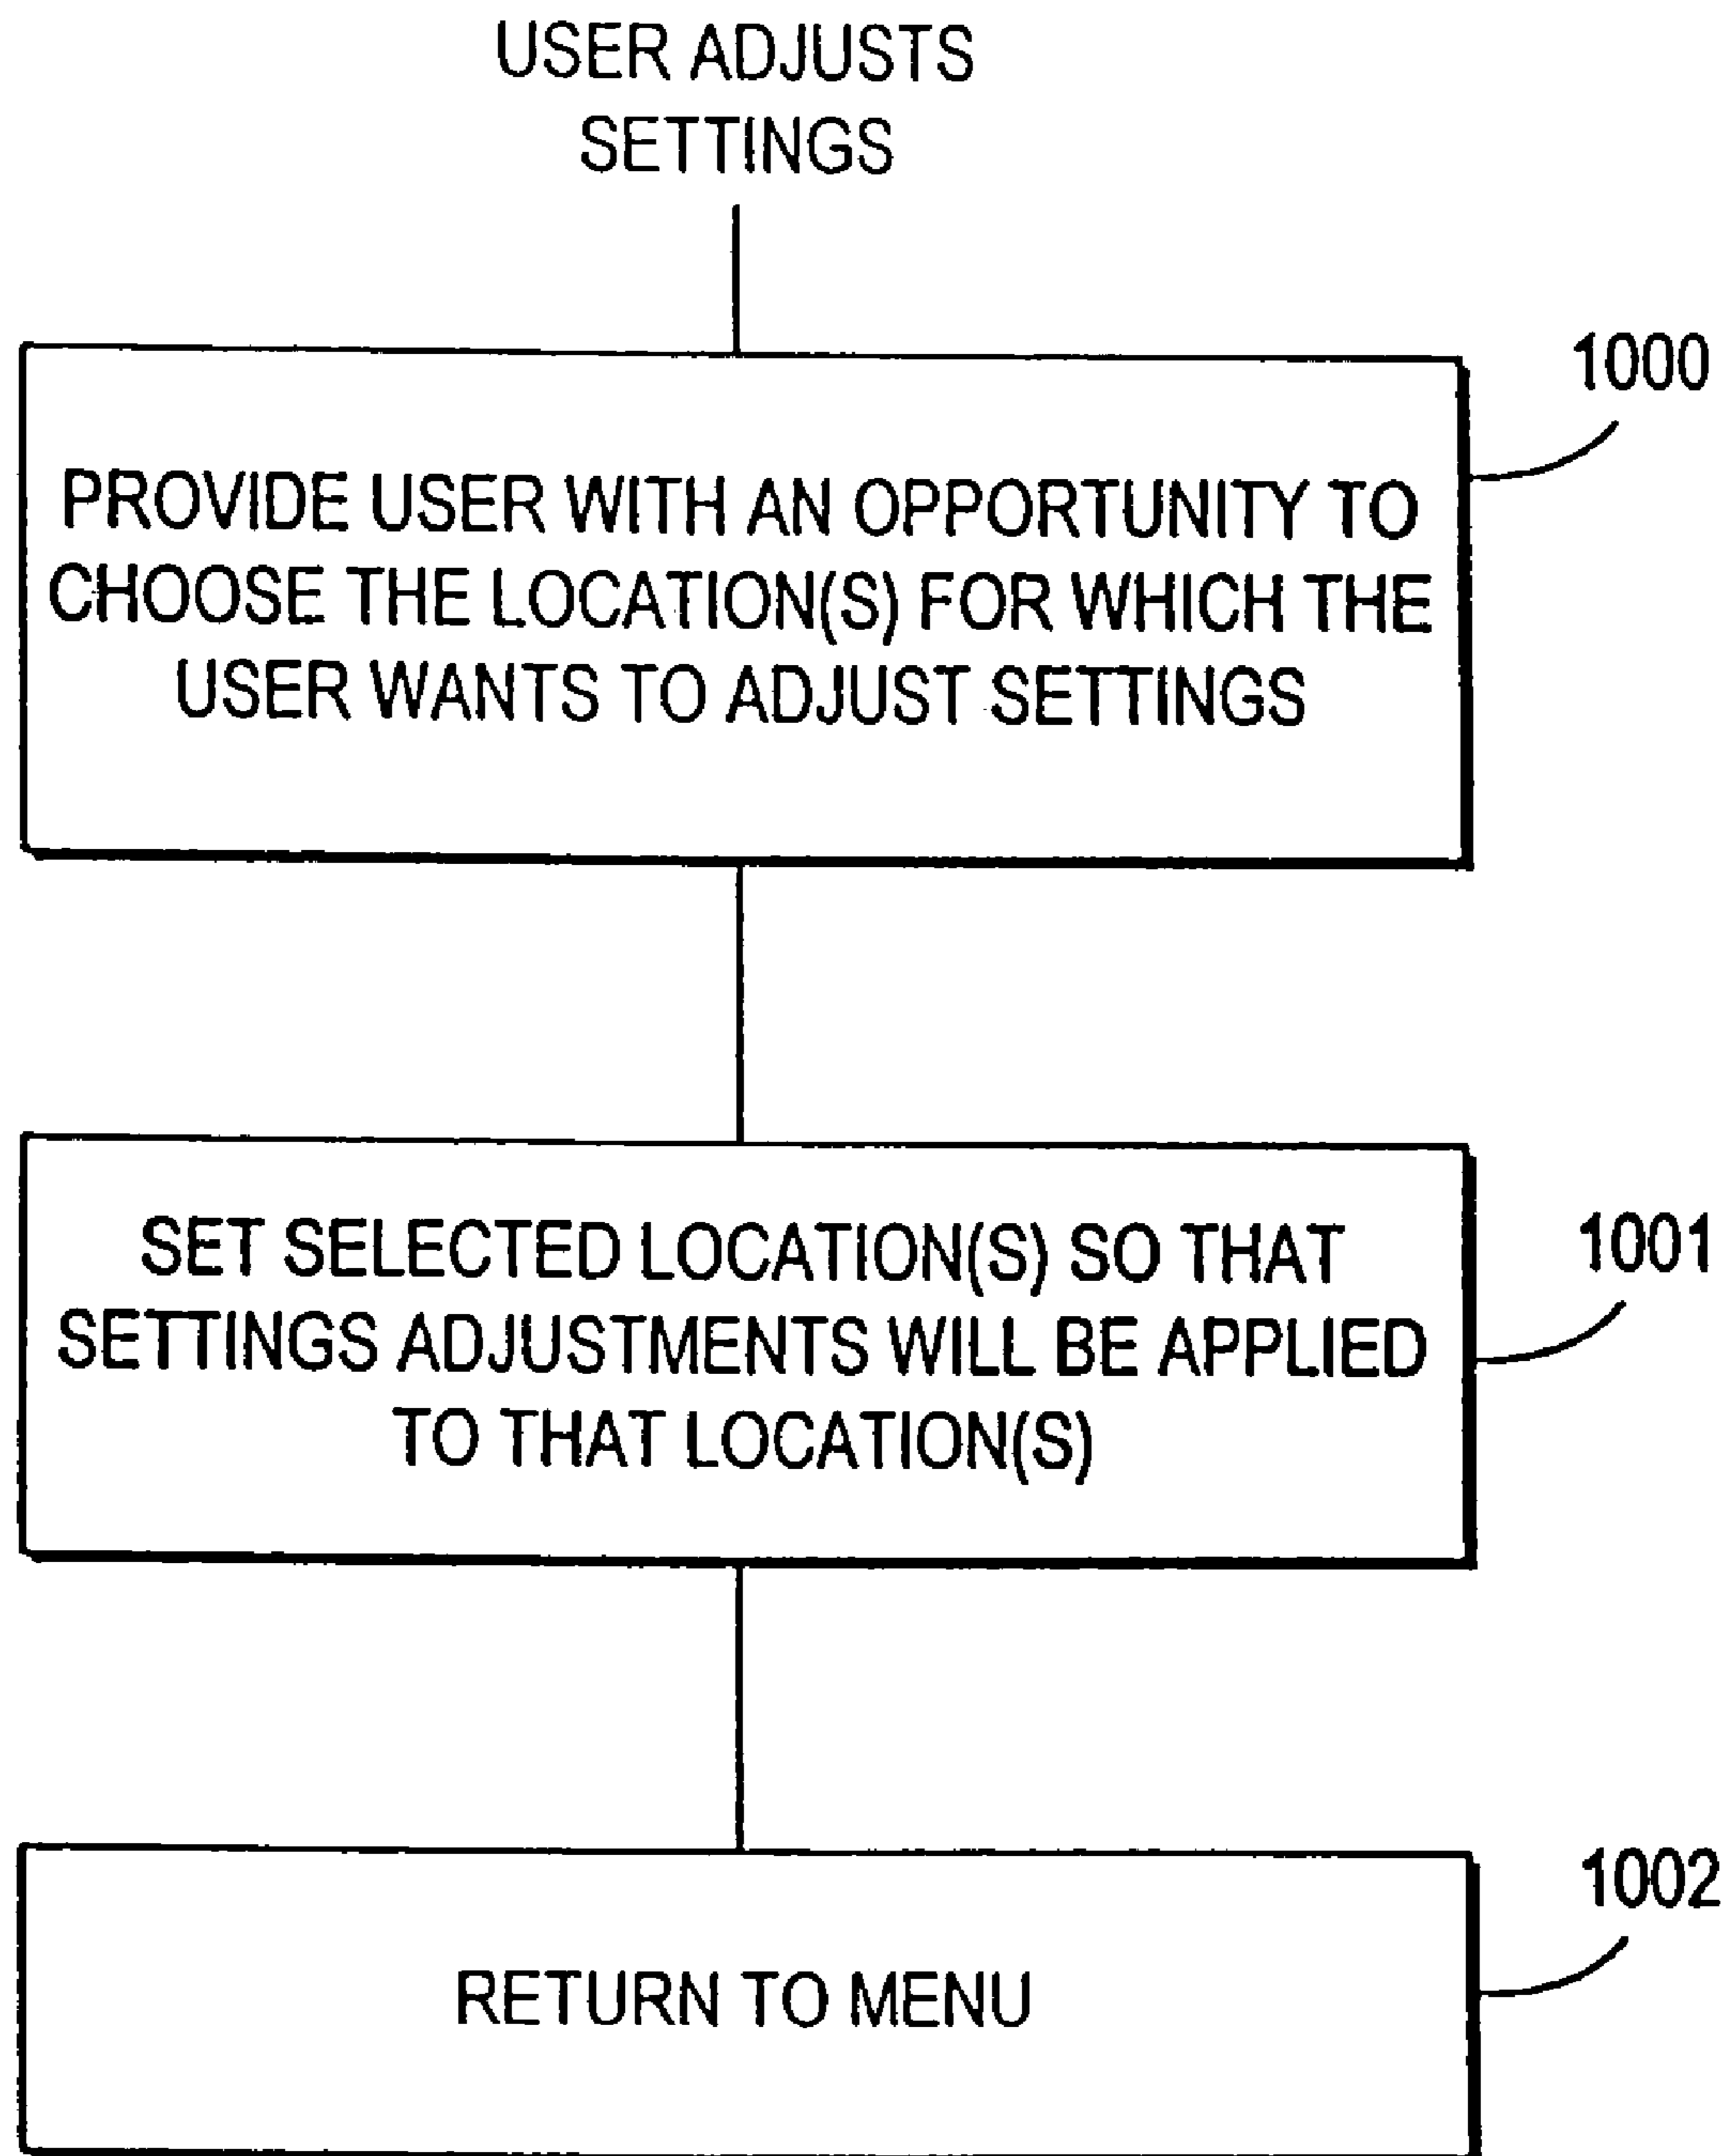 USER ADJUSTS
SETTINGS
1000
PROVIDE USER WITH AN OPPORTUNITY TO
CHOOSE THE LOCATION(S) FOR WHICH THE
USER WANTS TO ADJUST SETTINGS
1001
SET SELECTED LOCATION(S) SO THAT
SETTINGS ADJUSTMENTS WILL BE APPLIED
TO THAT LOCATION(S)
1002
RETURN TO MENU